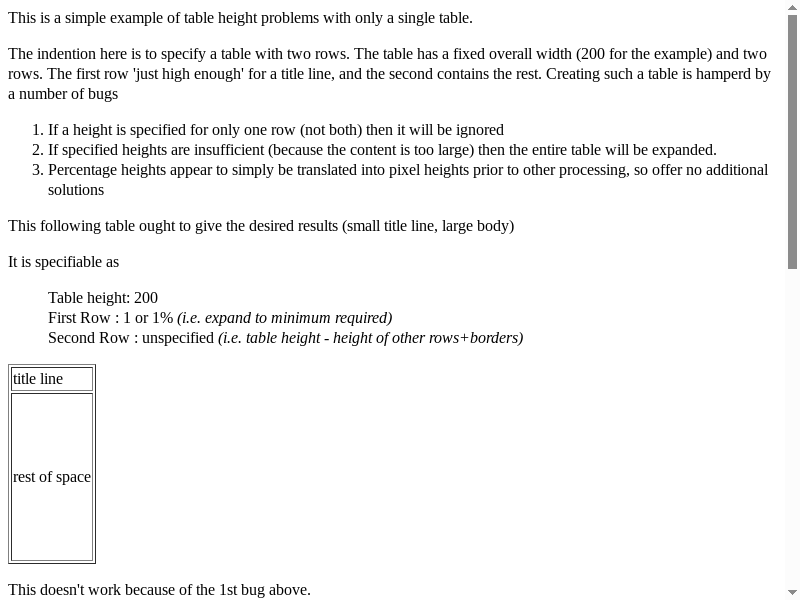 This is a simple example of table height problems with only a single table.
The indention here is to specify a table with two rows. The table has a fixed overall width (200 for the example) and two
rows. The first row 'just high enough' for a title line, and the second contains the rest. Creating such a table is hamperd by
a number of bugs
1. If a height is specified for only one row (not both) then it will be ignored
2. If specified heights are insufficient (because the content is too large) then the entire table will be expanded.
3. Percentage heights appear to simply be translated into pixel heights prior to other processing, so offer no additional
solutions
This following table ought to give the desired results (small title line, large body)
It is specifiable as
Table height: 200
First Row : 1 or 1% (i.e. expand to minimum required)
Second Row : unspecified (i.e. table height - height of other rows+borders)
title line
rest of space
This doesn't work because of the 1st bug above.